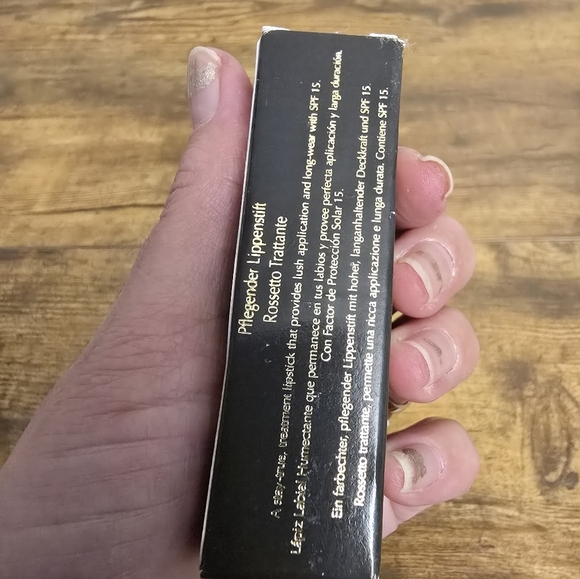 Pflegender Lippenstift
Rossetto Trattante
A stay-true, treatment lipstick that provides lush application and long-wear with SPF 15.
Lápiz Labial Humectante que permanece en tus labios y provee perfecta aplicación y larga duración.
Con Factor de Protección Solar 15.
Ein farbechter, pflegender Lippenstift mit hoher, langanhaltender Deckkraft und SPF 15.
Rossetto trattante, permette una ricca applicazione e lunga durata. Contiene SPF 15.